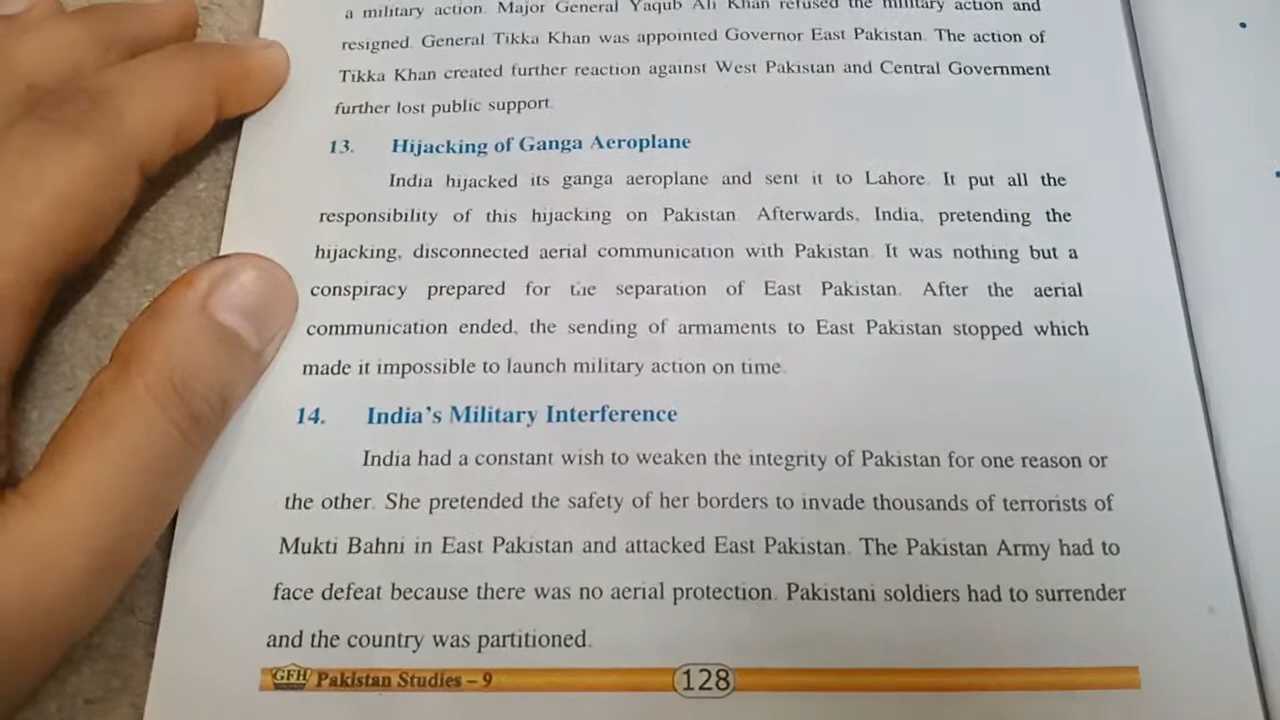 a military action. Major General Yaqub Ali Khan refused the military action and
resigned. General Tikka Khan was appointed Governor East Pakistan. The action of
Tikka Khan created further reaction against West Pakistan and Central Government
further lost public support.
13. Hijacking of Ganga Aeroplane
India hijacked its ganga aeroplane and sent it to Lahore. It put all the
responsibility of this hijacking on Pakistan. Afterwards, India, pretending the
hijacking, disconnected aerial communication with Pakistan. It was nothing but a
conspiracy prepared for the separation of East Pakistan. After the aerial
communication ended, the sending of armaments to East Pakistan stopped which
made it impossible to launch military action on time.
14. India's Military Interference
India had a constant wish to weaken the integrity of Pakistan for one reason or
the other. She pretended the safety of her borders to invade thousands of terrorists of
Mukti Bahni in East Pakistan and attacked East Pakistan. The Pakistan Army had to
face defeat because there was no aerial protection. Pakistani soldiers had to surrender
and the country was partitioned.
GFH Pakistan Studies – 9 128